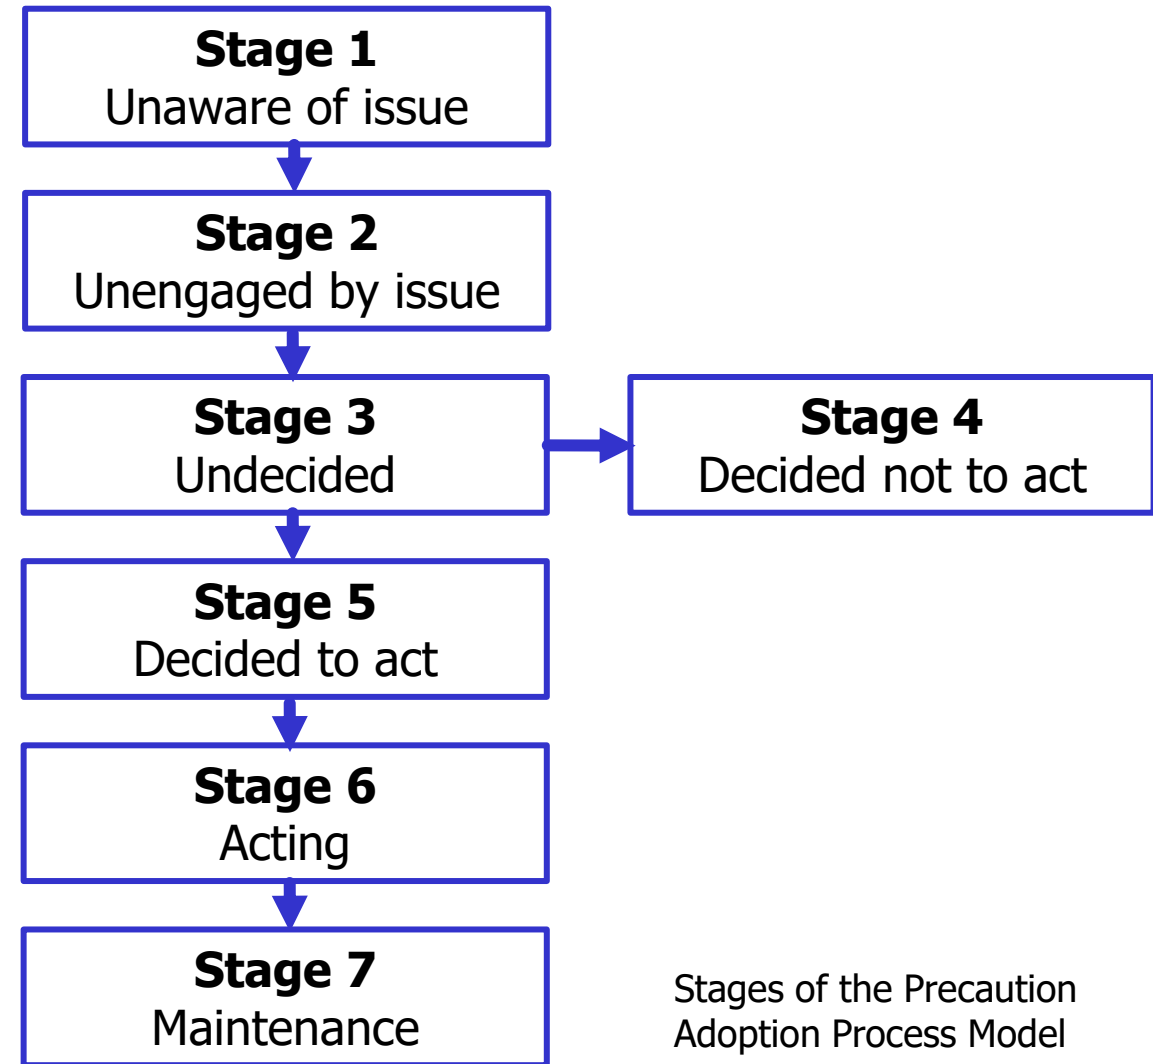 Stage 1
Unaware of issue
Stage 2
Unengaged by issue
Stage 3
Undecided
Stage 4
Decided not to act
Stage 5
Decided to act
Stage 6
Acting
Stage 7
Maintenance
Stages of the Precaution
Adoption Process Model